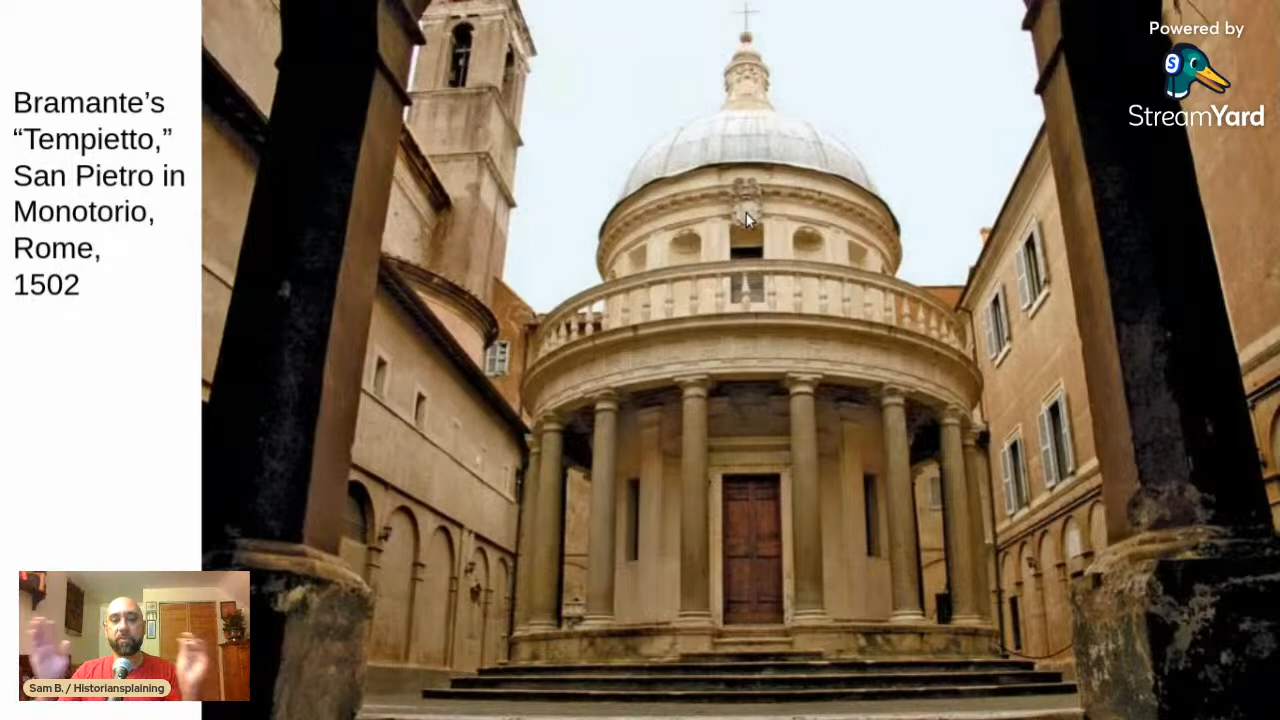 Bramante’s
“Tempietto,”
San Pietro in
Monotorio,
Rome,
1502
Powered by
S
StreamYard
Sam B. / Historiansplaining